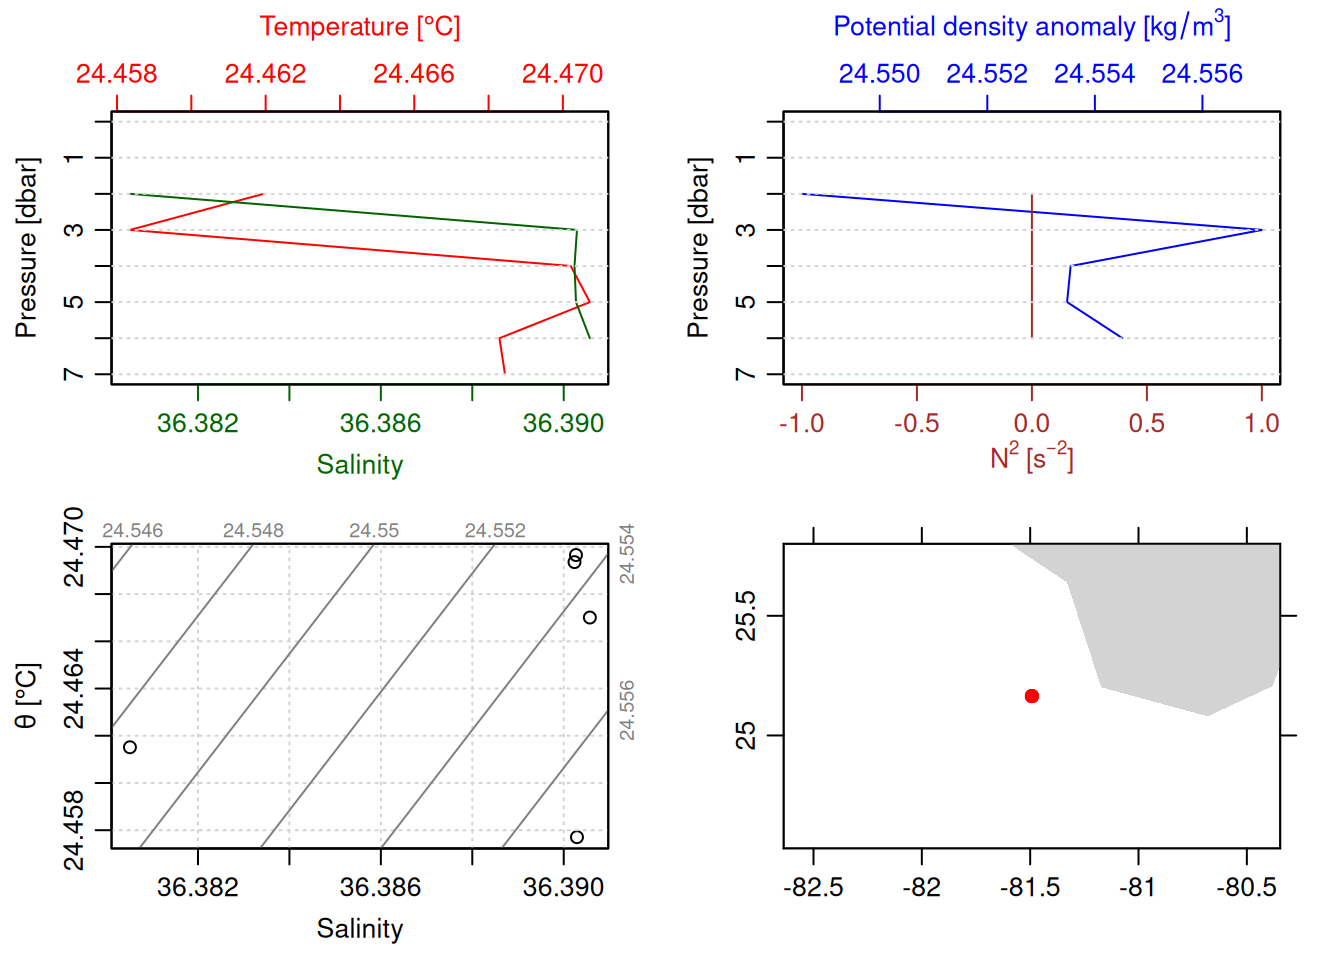 Temperature [°C]
24.458 24.462 24.466 24.470
Pressure [dbar]
1
3
5
7
36.382 36.386 36.390
Salinity
Potential density anomaly [kg/m³]
24.550 24.552 24.554 24.556
Pressure [dbar]
1
3
5
7
-1.0 -0.5 0.0 0.5 1.0
N² [s⁻²]
24.546 24.548 24.55 24.552
24.554
24.556
θ [°C]
24.470
24.464
24.458
36.382 36.386 36.390
Salinity
25.5
25
-82.5 -82 -81.5 -81 -80.5